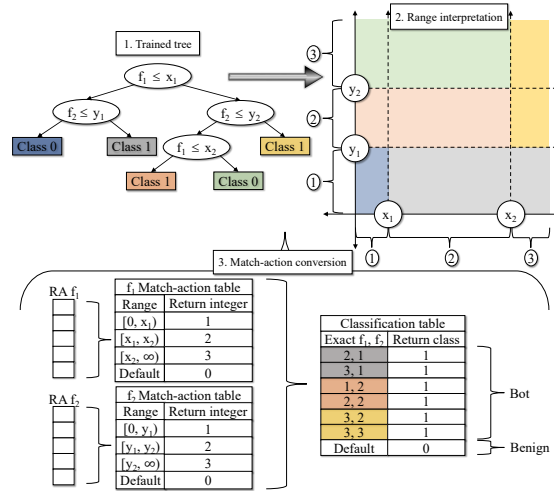 1. Trained tree
f1 ≤ x1
f2 ≤ y1
f2 ≤ y2
Class 0
Class 1
f1 ≤ x2
Class 1
Class 1
Class 0
2. Range interpretation
3
y2
2
y1
1
x1
x2
1
2
3
3. Match-action conversion
RA f1
f1 Match-action table
Range Return integer
[0, x1) 1
[x1, x2) 2
[x2, ∞) 3
Default 0
RA f2
f2 Match-action table
Range Return integer
[0, y1) 1
[y1, y2) 2
[y2, ∞) 3
Default 0
Classification table
Exact f1, f2 Return class
2, 1 1
3, 1 1
1, 2 1
2, 2 1
3, 2 1
3, 3 1
Default 0
Bot
Benign